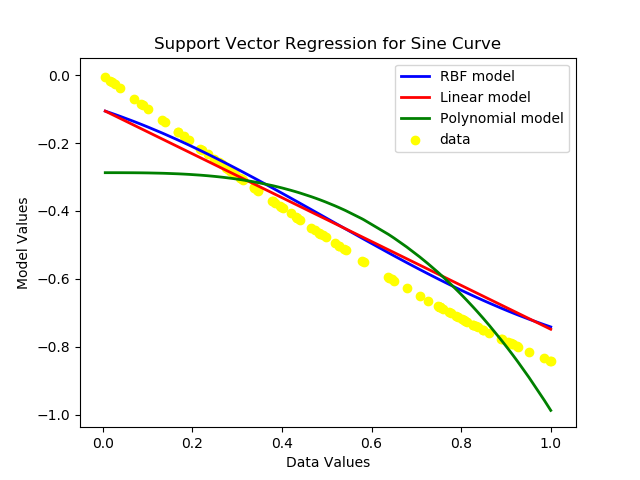 Support Vector Regression for Sine Curve
RBF model
Linear model
Polynomial model
data
0.0
−0.2
−0.4
−0.6
−0.8
−1.0
Model Values
0.0 0.2 0.4 0.6 0.8 1.0
Data Values